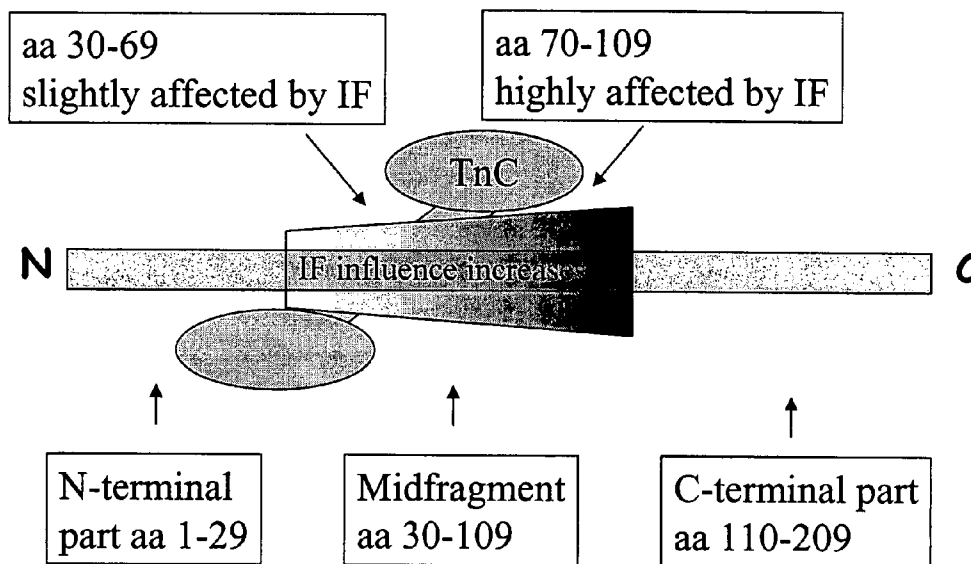 aa 30-69
slightly affected by IF
aa 70-109
highly affected by IF
TnC
N
IF influence increases
C
N-terminal
part aa 1-29
Midfragment
aa 30-109
C-terminal part
aa 110-209